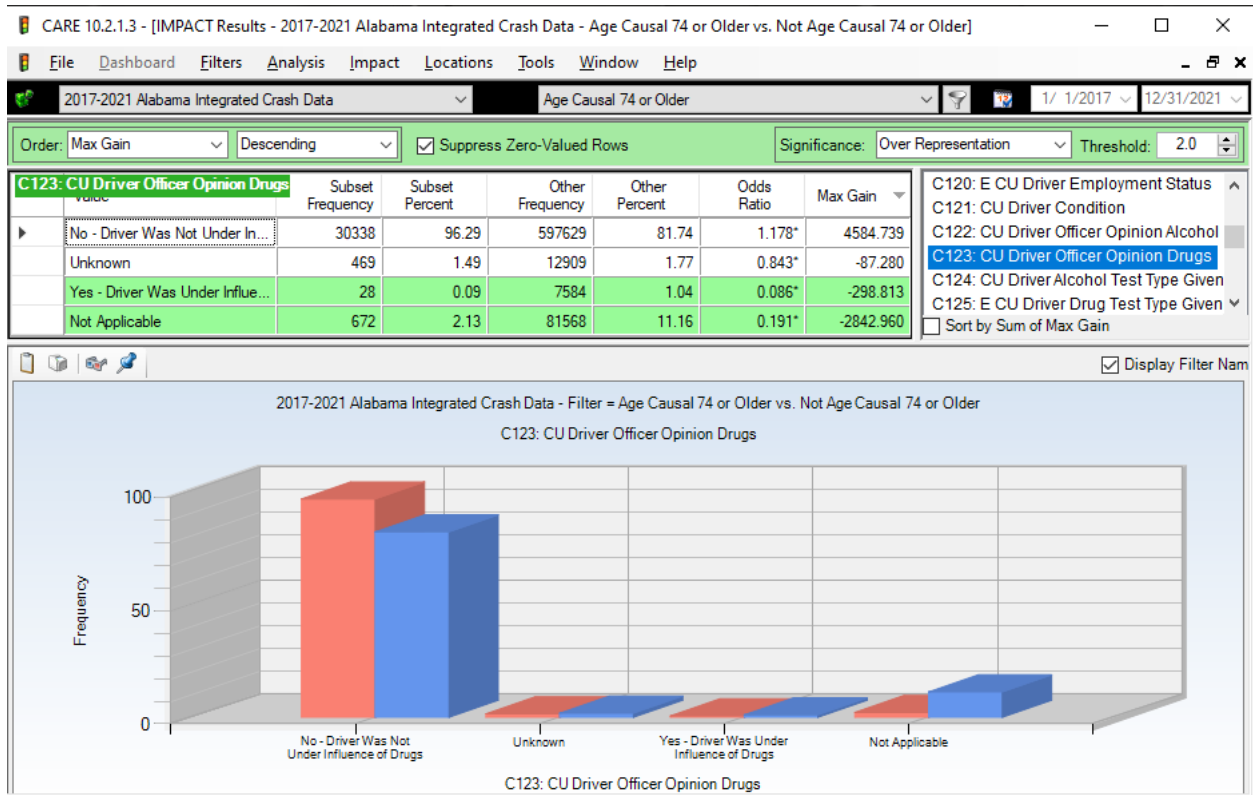 CARE 10.2.1.3 - [IMPACT Results - 2017-2021 Alabama Integrated Crash Data - Age Causal 74 or Older vs. Not Age Causal 74 or Older]
File Dashboard Filters Analysis Impact Locations Tools Window Help
2017-2021 Alabama Integrated Crash Data Age Causal 74 or Older 1/ 1/2017 12/31/2021
Order: Max Gain Descending Suppress Zero-Valued Rows Significance: Over Representation Threshold: 2.0
C123: CU Driver Officer Opinion Drugs
Value Subset Frequency Subset Percent Other Frequency Other Percent Odds Ratio Max Gain
No - Driver Was Not Under In... 30338 96.29 597629 81.74 1.178* 4584.739
Unknown 469 1.49 12909 1.77 0.843* -87.280
Yes - Driver Was Under Influe... 28 0.09 7584 1.04 0.086* -298.813
Not Applicable 672 2.13 81568 11.16 0.191* -2842.960
C120: E CU Driver Employment Status
C121: CU Driver Condition
C122: CU Driver Officer Opinion Alcohol
C123: CU Driver Officer Opinion Drugs
C124: CU Driver Alcohol Test Type Given
C125: E CU Driver Drug Test Type Given
Sort by Sum of Max Gain
Display Filter Nam
2017-2021 Alabama Integrated Crash Data - Filter = Age Causal 74 or Older vs. Not Age Causal 74 or Older
C123: CU Driver Officer Opinion Drugs
100
50
0
Frequency
No - Driver Was Not
Under Influence of Drugs
Unknown
Yes - Driver Was Under
Influence of Drugs
Not Applicable
C123: CU Driver Officer Opinion Drugs